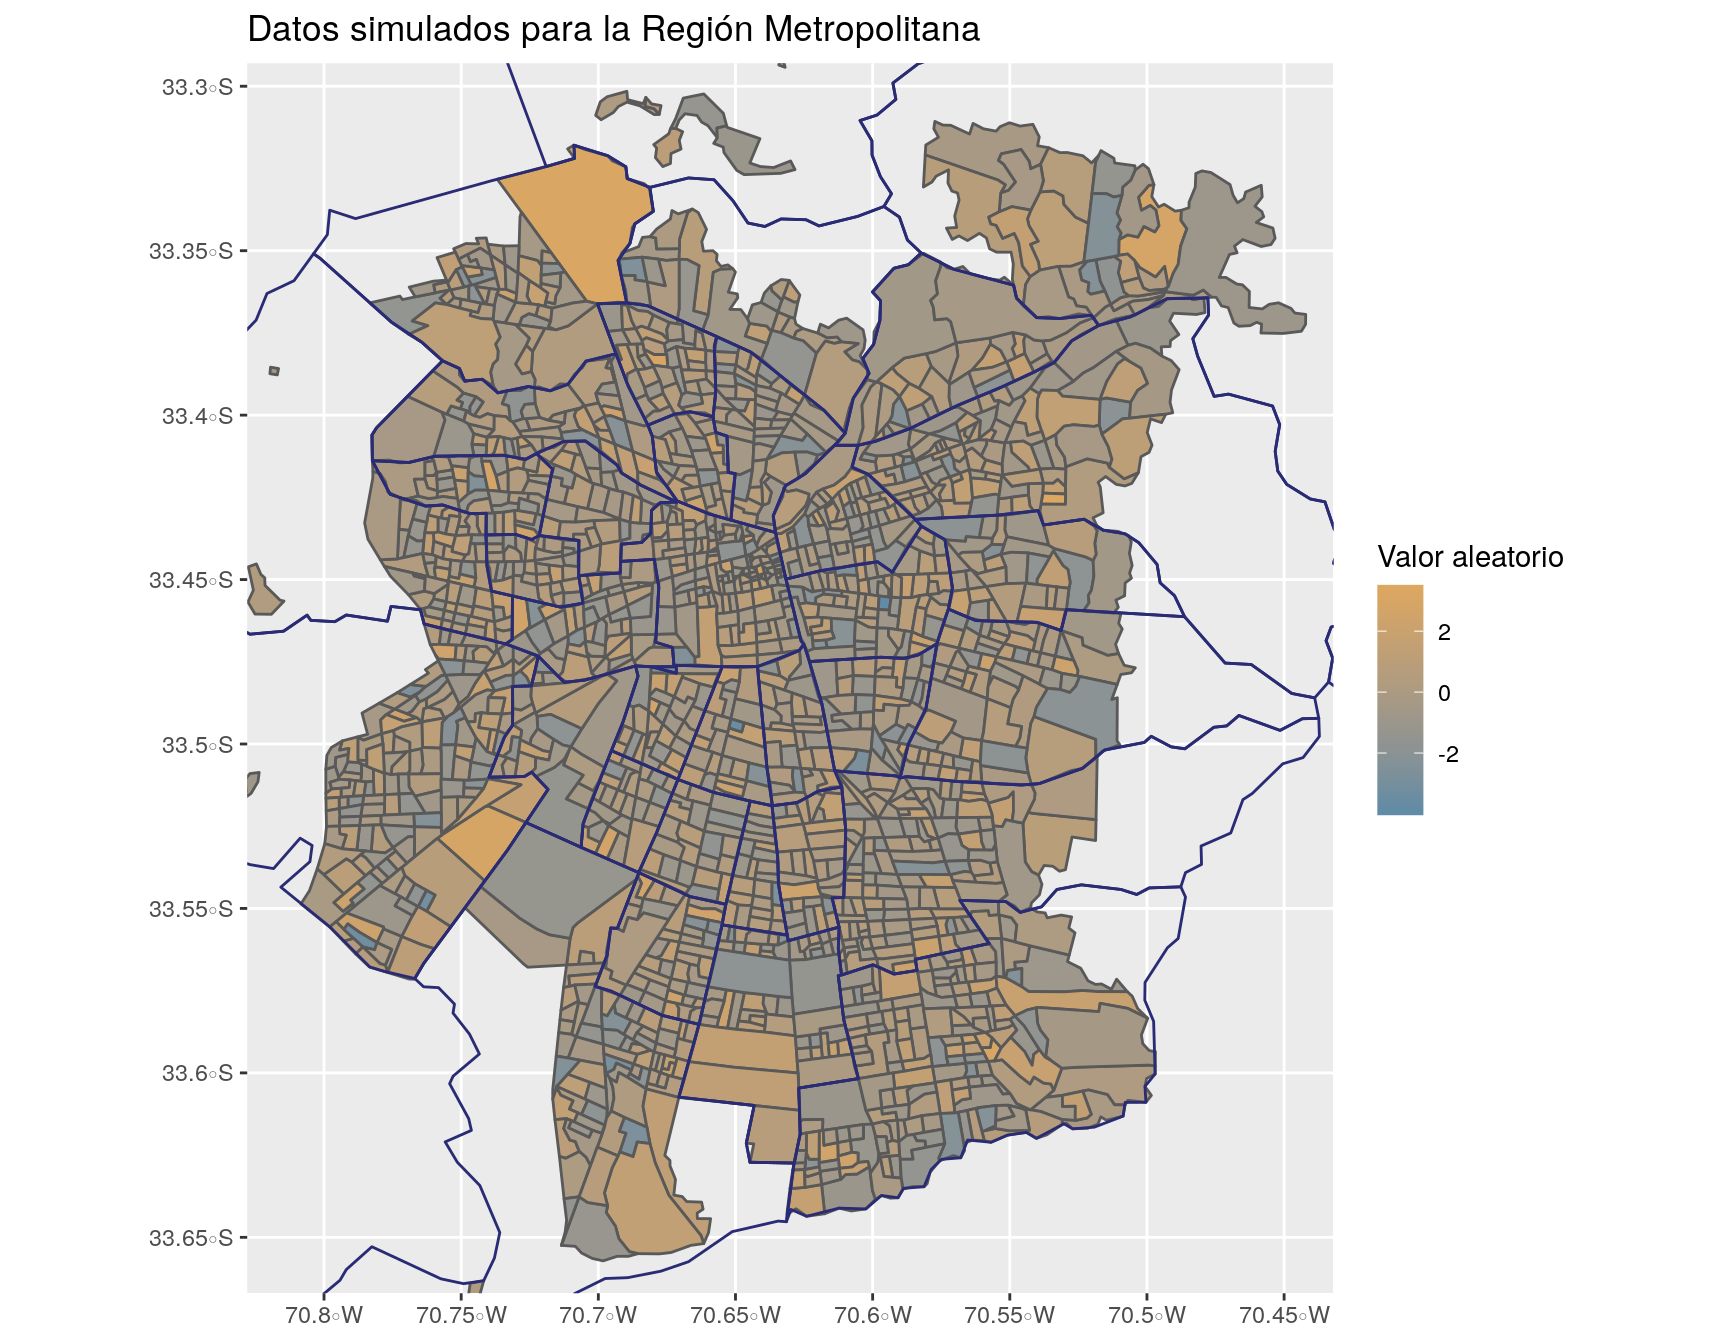 Datos simulados para la Región Metropolitana
33.3°S
33.35°S
33.4°S
33.45°S
33.5°S
33.55°S
33.6°S
33.65°S
70.8°W
70.75°W
70.7°W
70.65°W
70.6°W
70.55°W
70.5°W
70.45°W
Valor aleatorio
2
0
-2